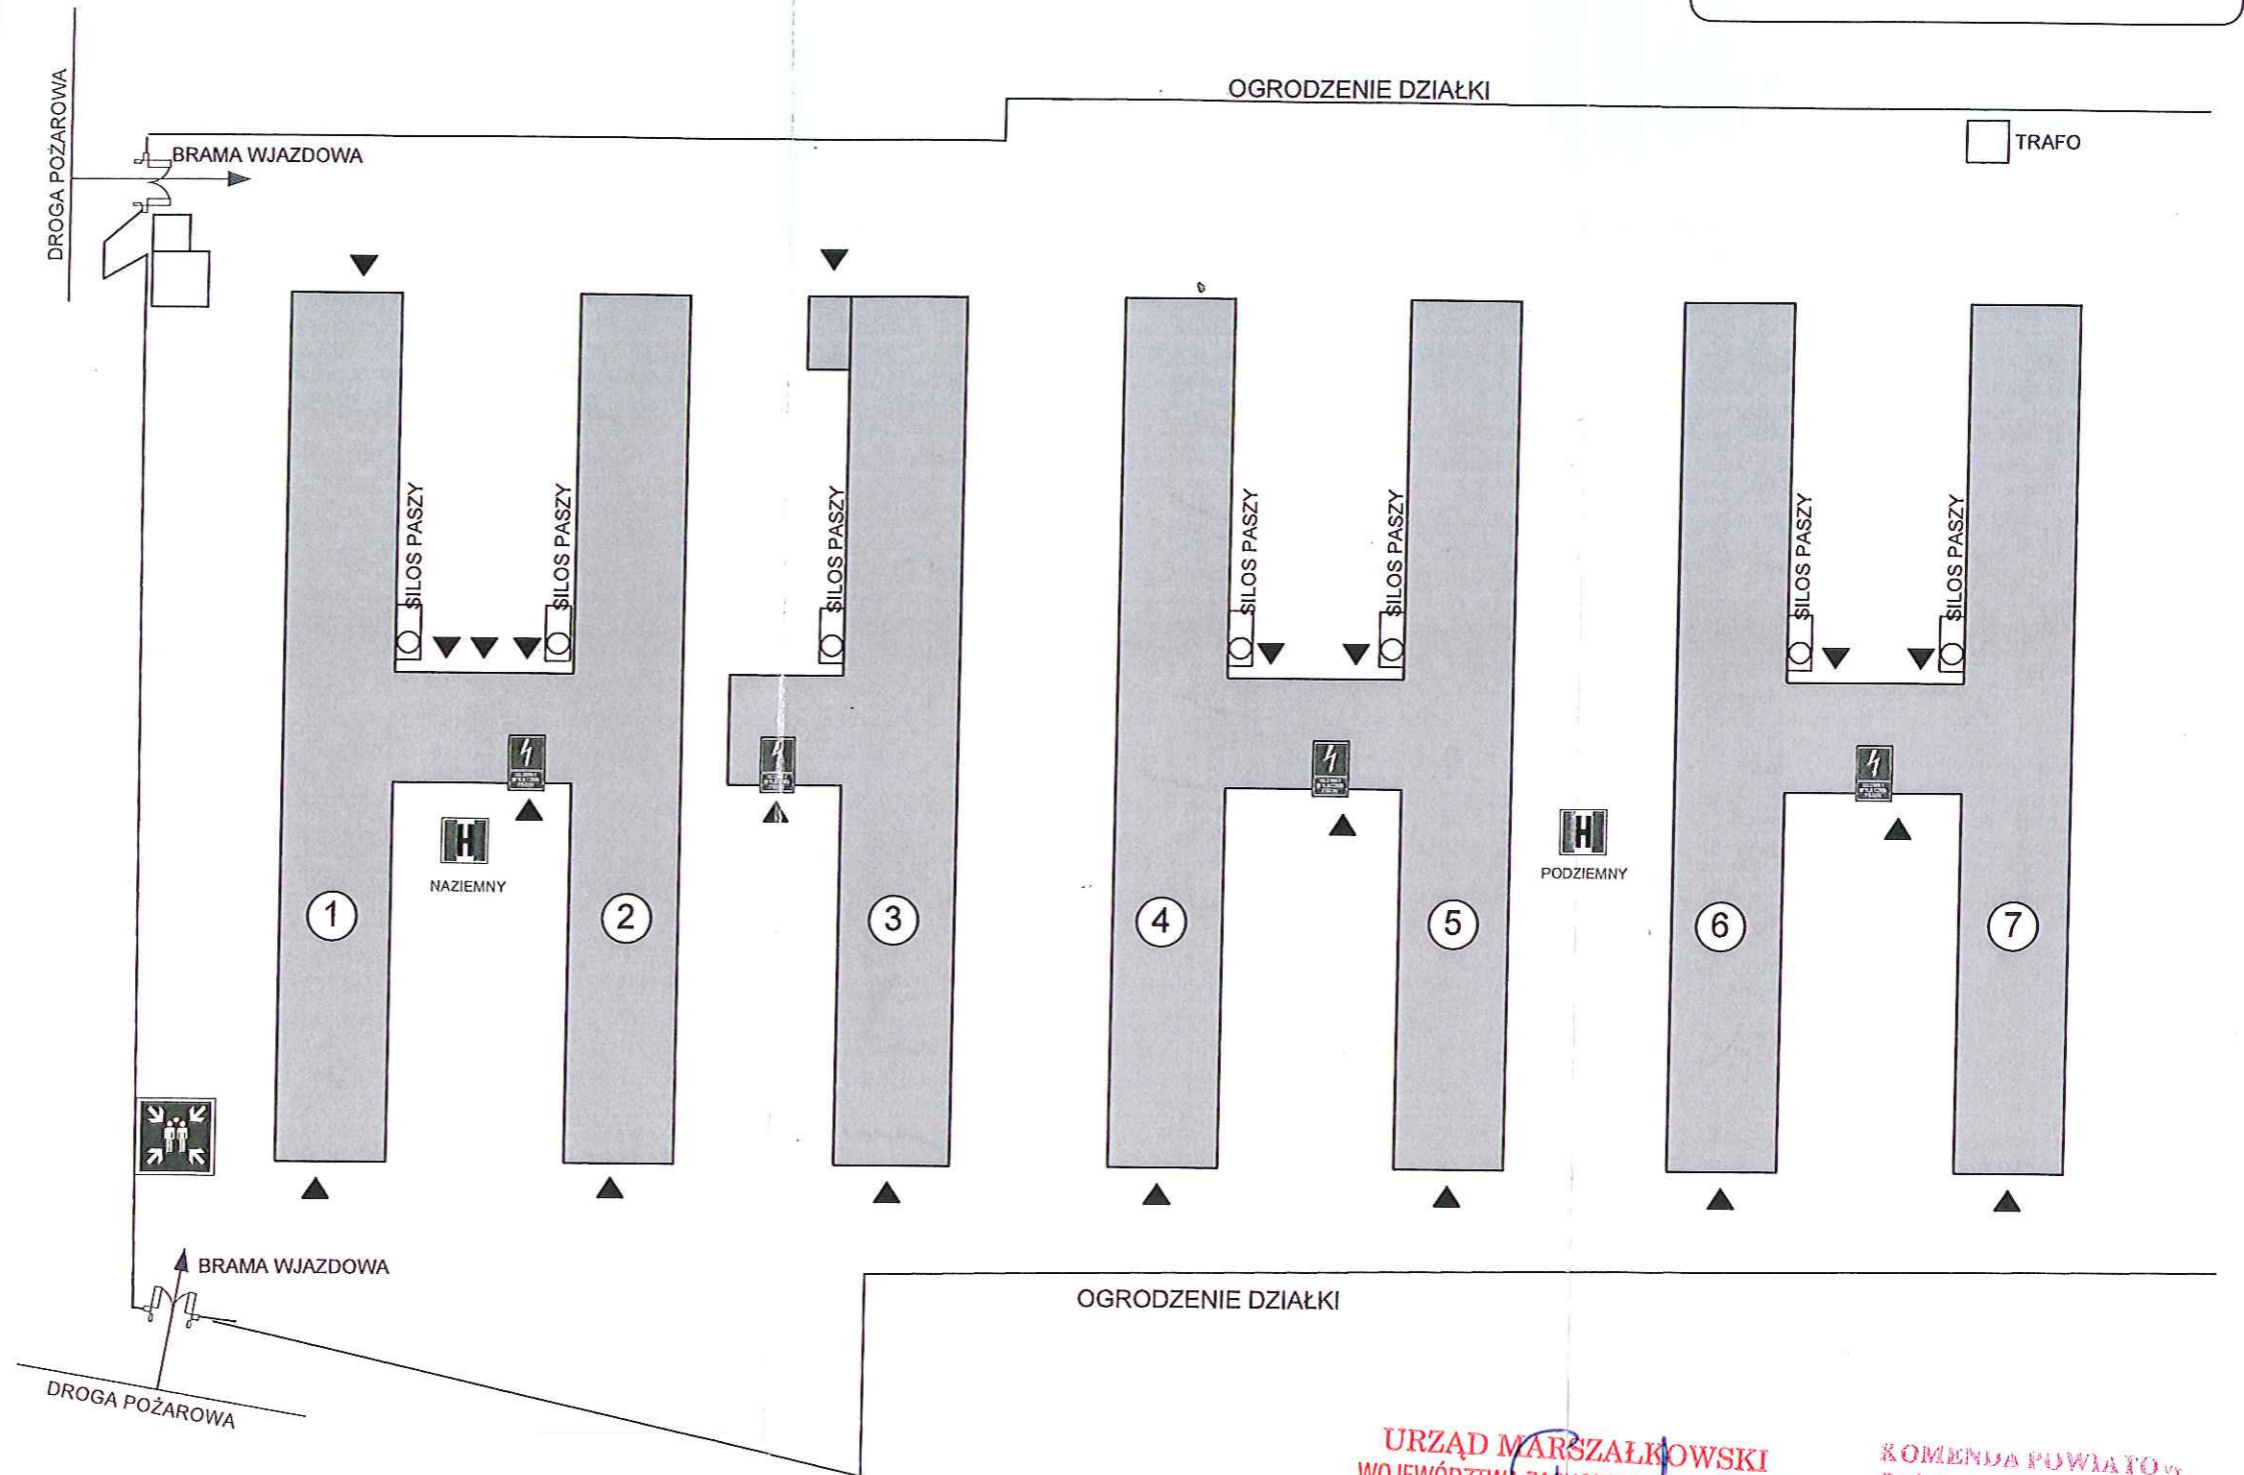 OGRODZENIE DZIAŁKI
DROGA POŻAROWA
BRAMA WJAZDOWA
TRAFO
SILOS PASZY
SILOS PASZY
SILOS PASZY
SILOS PASZY
SILOS PASZY
SILOS PASZY
SILOS PASZY
H
NAZIEMNY
H
PODZIEMNY
1
2
3
4
5
6
7
BRAMA WJAZDOWA
OGRODZENIE DZIAŁKI
DROGA POŻAROWA
URZĄD MARSZAŁKOWSKI
KOMENDA POWIATO